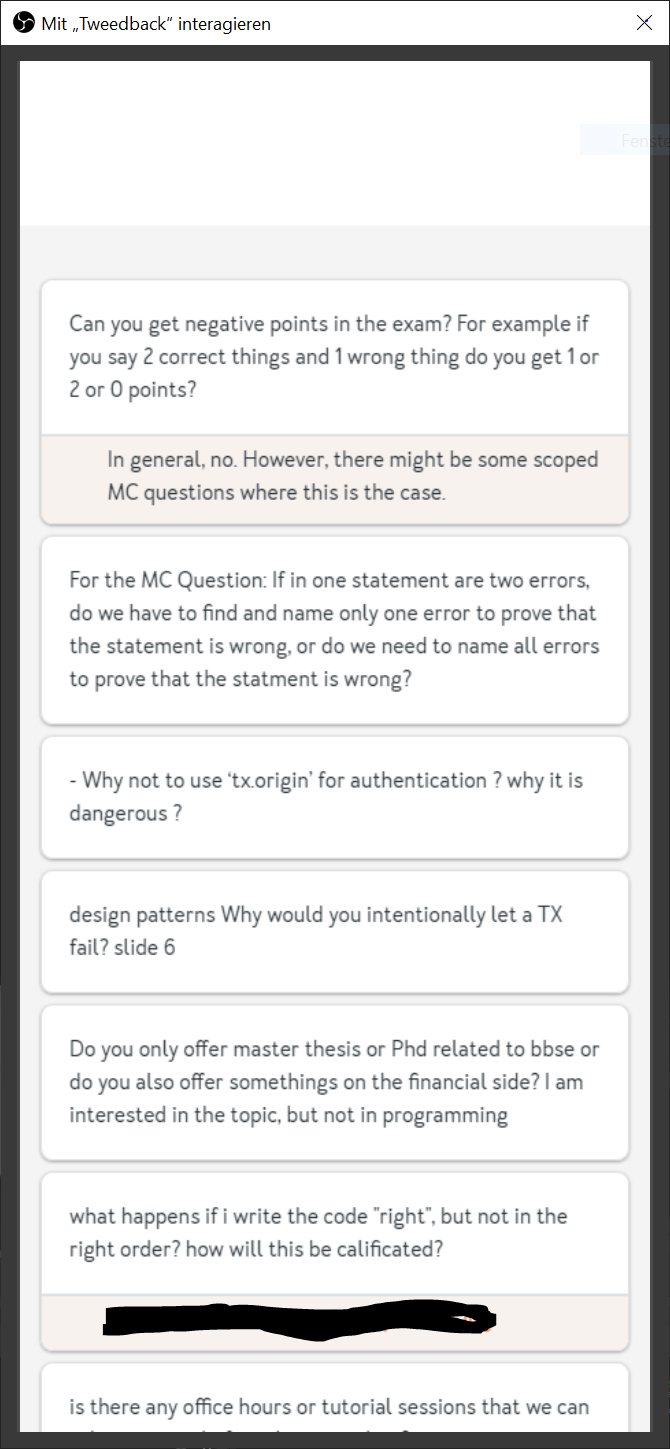 Mit „Tweedback“ interagieren
Can you get negative points in the exam? For example if
you say 2 correct things and 1 wrong thing do you get 1 or
2 or 0 points?
In general, no. However, there might be some scoped
MC questions where this is the case.
For the MC Question: If in one statement are two errors,
do we have to find and name only one error to prove that
the statement is wrong, or do we need to name all errors
to prove that the statment is wrong?
- Why not to use ‘tx.origin’ for authentication ? why it is
dangerous ?
design patterns Why would you intentionally let a TX
fail? slide 6
Do you only offer master thesis or Phd related to bbse or
do you also offer somethings on the financial side? I am
interested in the topic, but not in programming
what happens if i write the code "right", but not in the
right order? how will this be calificated?
is there any office hours or tutorial sessions that we can